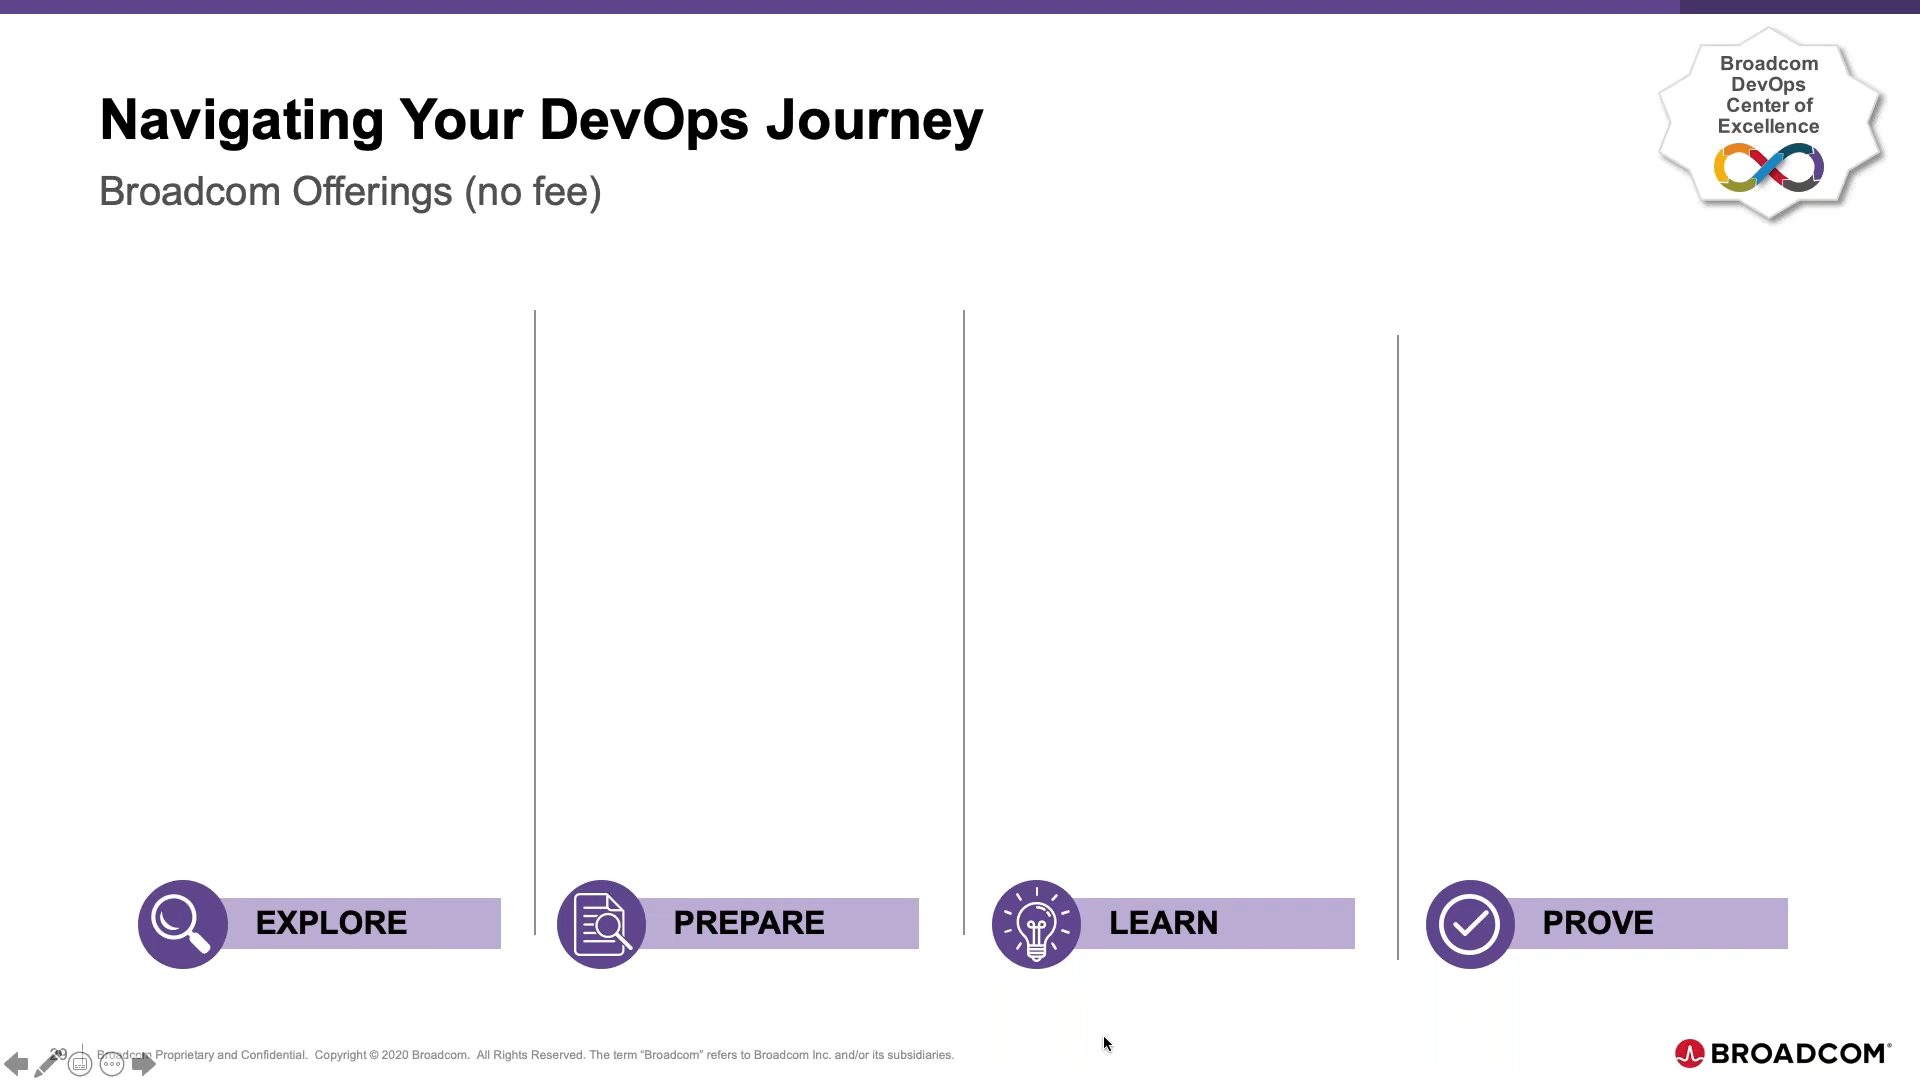 Broadcom
DevOps
Center of
Excellence
Navigating Your DevOps Journey
Broadcom Offerings (no fee)
EXPLORE
PREPARE
LEARN
PROVE
29
Broadcom Proprietary and Confidential. Copyright © 2020 Broadcom. All Rights Reserved. The term “Broadcom” refers to Broadcom Inc. and/or its subsidiaries.
BROADCOM®